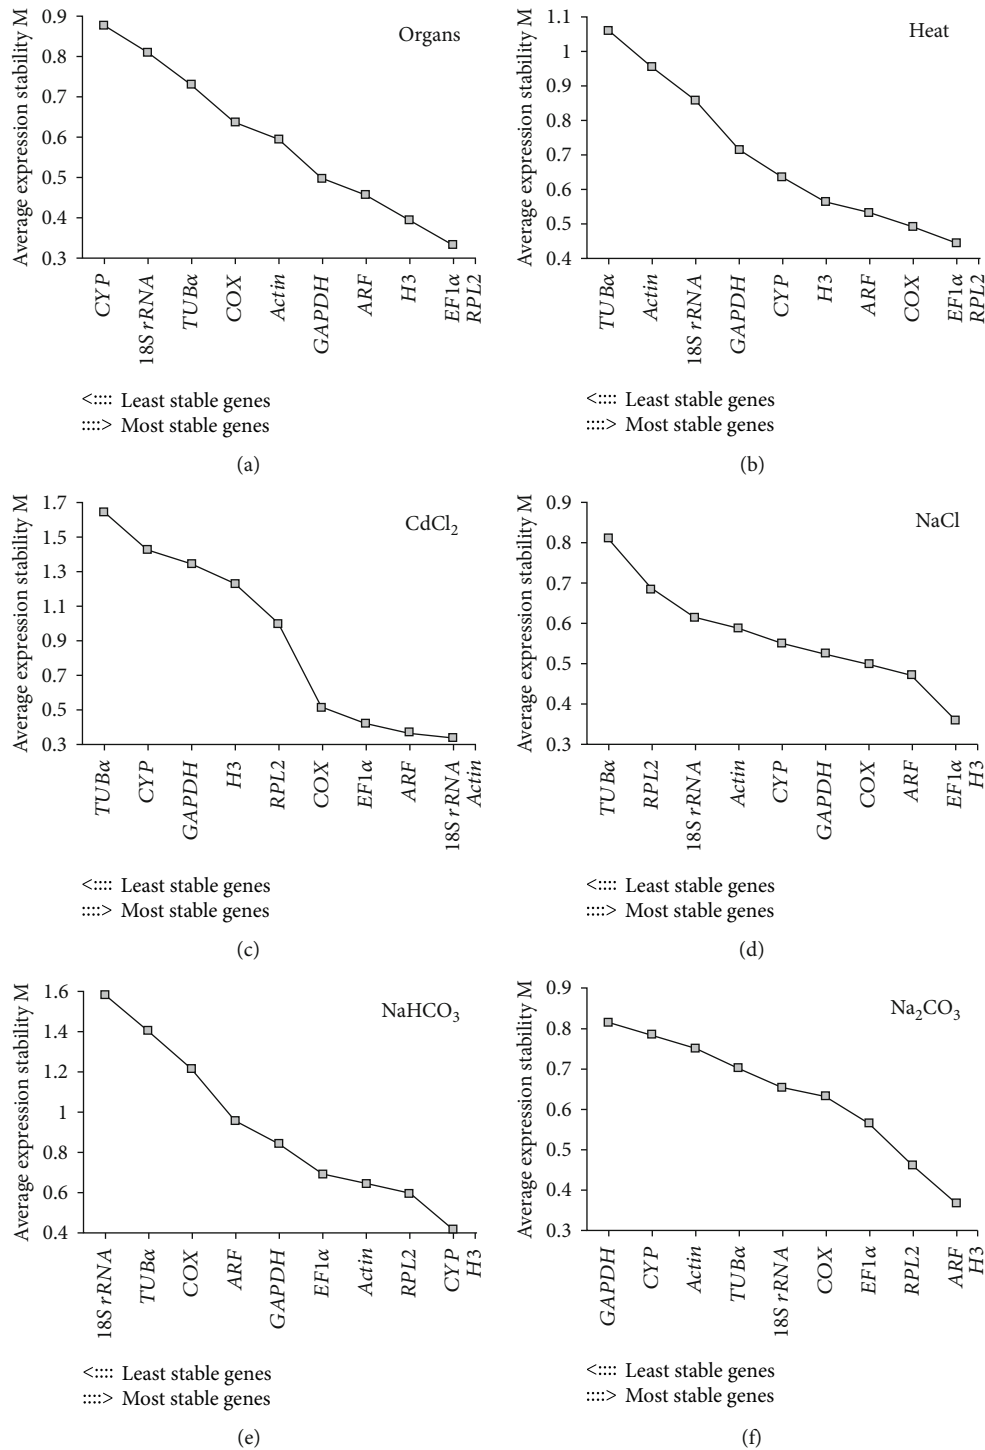 Average expression stability M
0.9
0.8
0.7
0.6
0.5
0.4
0.3
Organs
CYP
18S rRNA
TUBα
COX
Actin
GAPDH
ARF
H3
EF1α
RPL2
<:::: Least stable genes
::::> Most stable genes
(a)
Average expression stability M
1.1
1
0.9
0.8
0.7
0.6
0.5
0.4
Heat
TUBα
Actin
18S rRNA
GAPDH
CYP
H3
ARF
COX
EF1α
RPL2
<:::: Least stable genes
::::> Most stable genes
(b)
Average expression stability M
1.7
1.5
1.3
1.1
0.9
0.7
0.5
0.3
CdCl₂
TUBα
CYP
GAPDH
H3
RPL2
COX
EF1α
ARF
18S rRNA
Actin
<:::: Least stable genes
::::> Most stable genes
(c)
Average expression stability M
0.9
0.8
0.7
0.6
0.5
0.4
0.3
NaCl
TUBα
RPL2
18S rRNA
Actin
CYP
GAPDH
COX
ARF
EF1α
H3
<:::: Least stable genes
::::> Most stable genes
(d)
Average expression stability M
1.6
1.4
1.2
1
0.8
0.6
0.4
NaHCO₃
18S rRNA
TUBα
COX
ARF
GAPDH
EF1α
Actin
RPL2
CYP
H3
<:::: Least stable genes
::::> Most stable genes
(e)
Average expression stability M
0.9
0.8
0.7
0.6
0.5
0.4
0.3
Na₂CO₃
GAPDH
CYP
Actin
TUBα
18S rRNA
COX
EF1α
RPL2
ARF
H3
<:::: Least stable genes
::::> Most stable genes
(f)